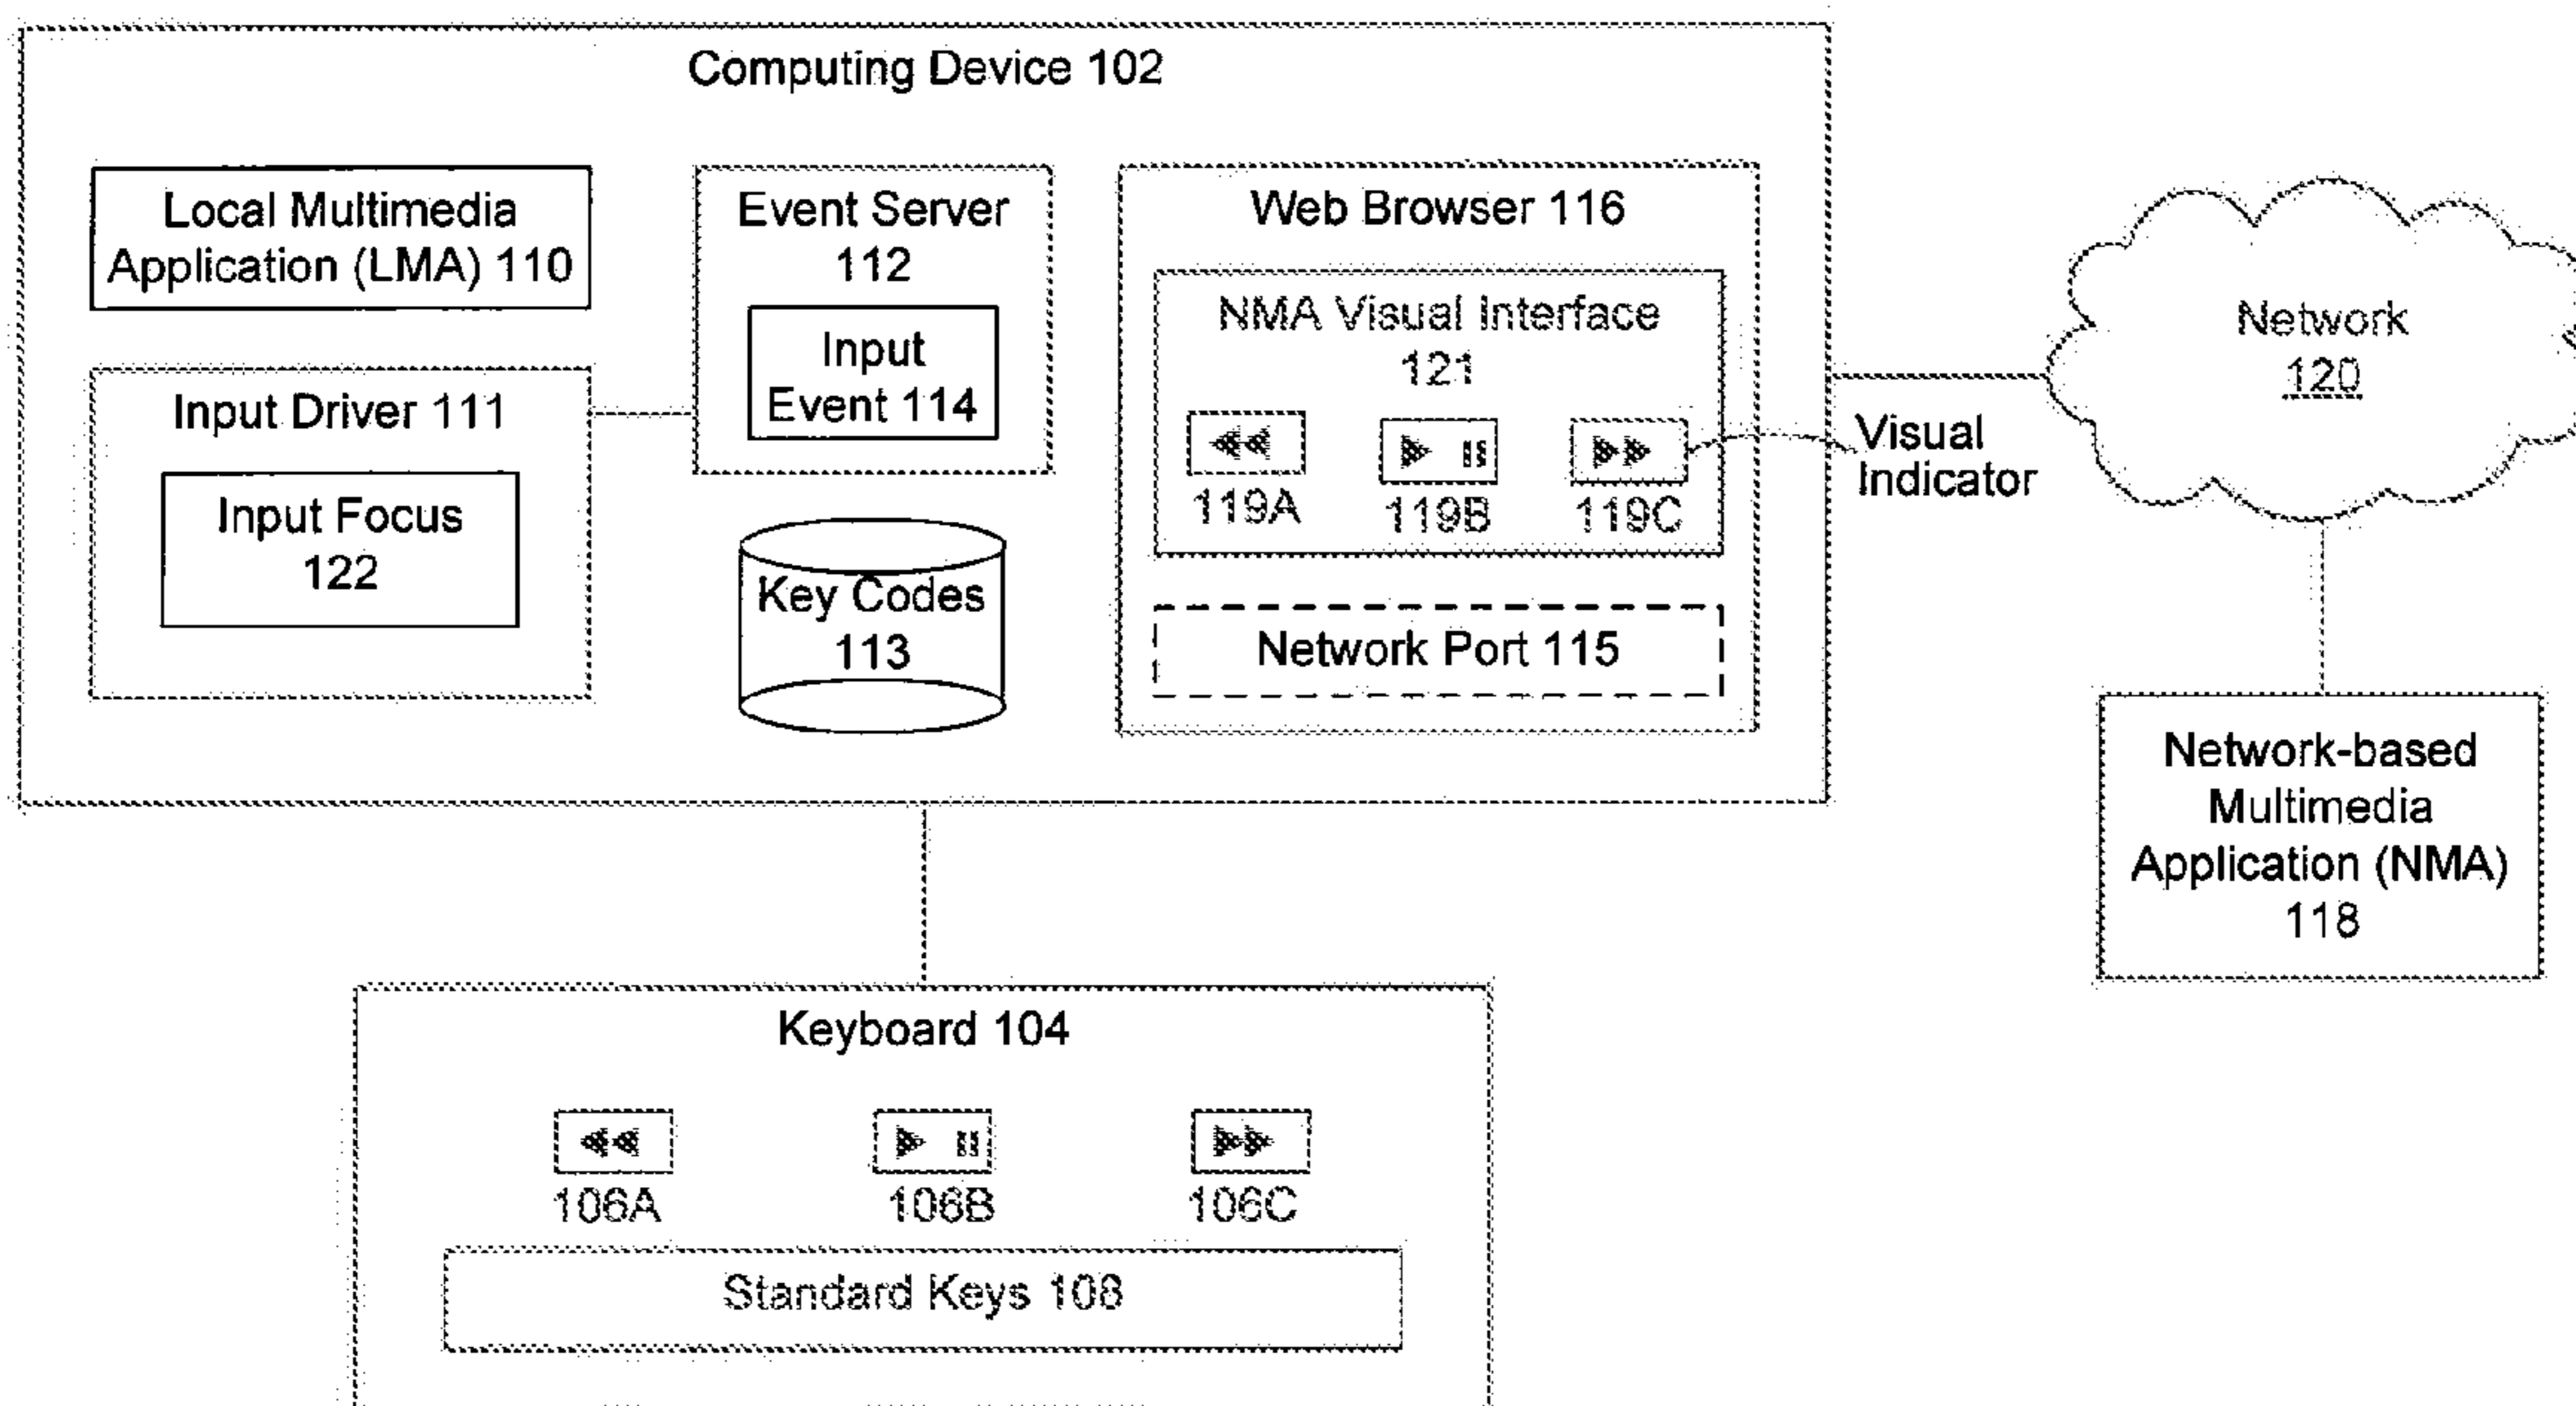 Computing Device 102
Local Multimedia
Application (LMA) 110
Event Server
112
Input
Event 114
Input Driver 111
Input Focus
122
Key Codes
113
Web Browser 116
NMA Visual Interface
121
119A
119B
119C
Network Port 115
Visual
Indicator
Network
120
Network-based
Multimedia
Application (NMA)
118
Keyboard 104
106A
106B
106C
Standard Keys 108